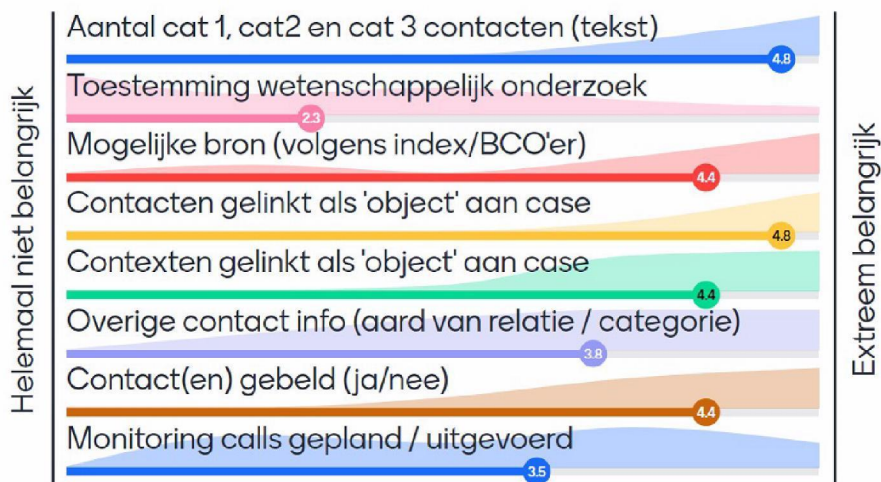 Helemaal niet belangrijk
Aantal cat 1, cat2 en cat 3 contacten (tekst)
4.8
Toestemming wetenschappelijk onderzoek
2.3
Mogelijke bron (volgens index/BCO'er)
4.4
Contacten gelinkt als 'object' aan case
4.8
Contexten gelinkt als 'object' aan case
4.4
Overige contact info (aard van relatie / categorie)
3.8
Contact(en) gebeld (ja/nee)
4.4
Monitoring calls gepland / uitgevoerd
3.5
Extreem belangrijk